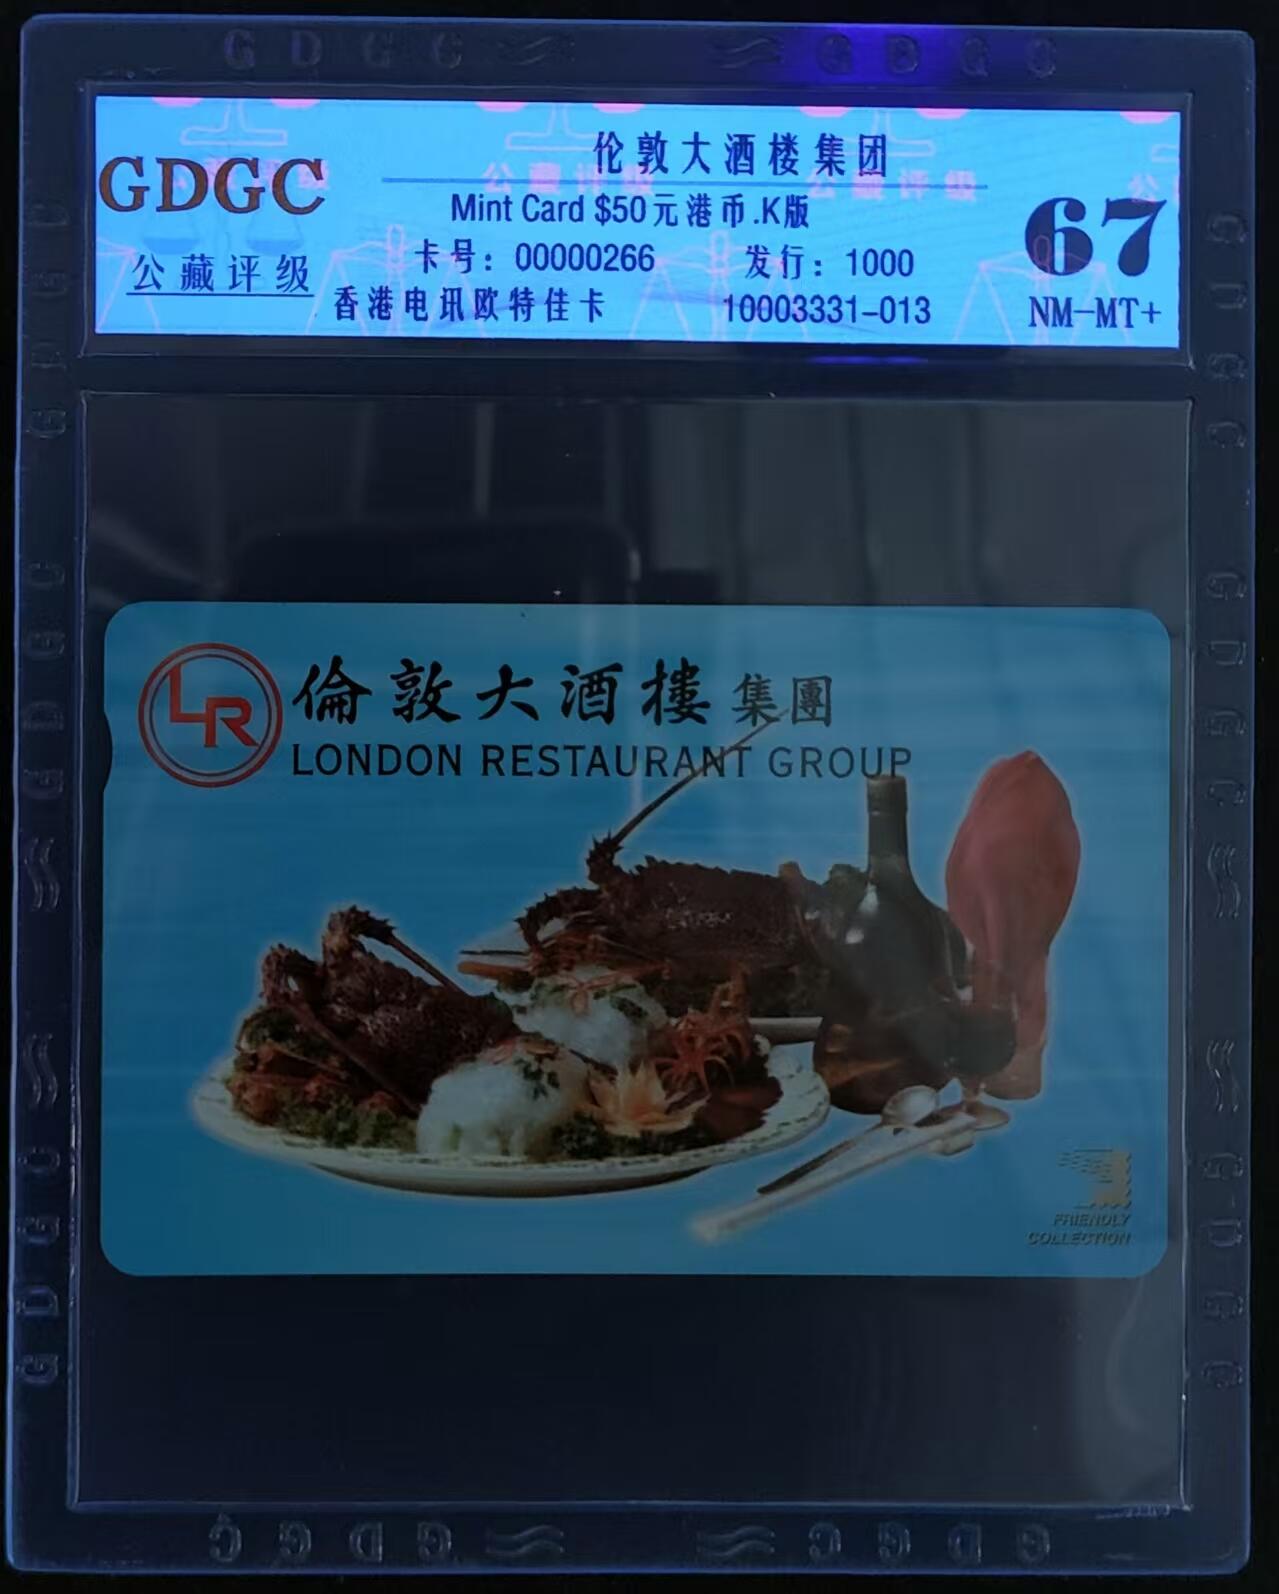 GDGC GDGC
GDGC
公藏评级
伦敦大酒楼集团
Mint Card $50元港币.K版
卡号：00000266 发行：1000
香港电讯欧特佳卡 10003331-013
67
NM-MT+
LR
倫敦大酒樓集團
LONDON RESTAURANT GROUP
FRIENDLY
COLLECTION